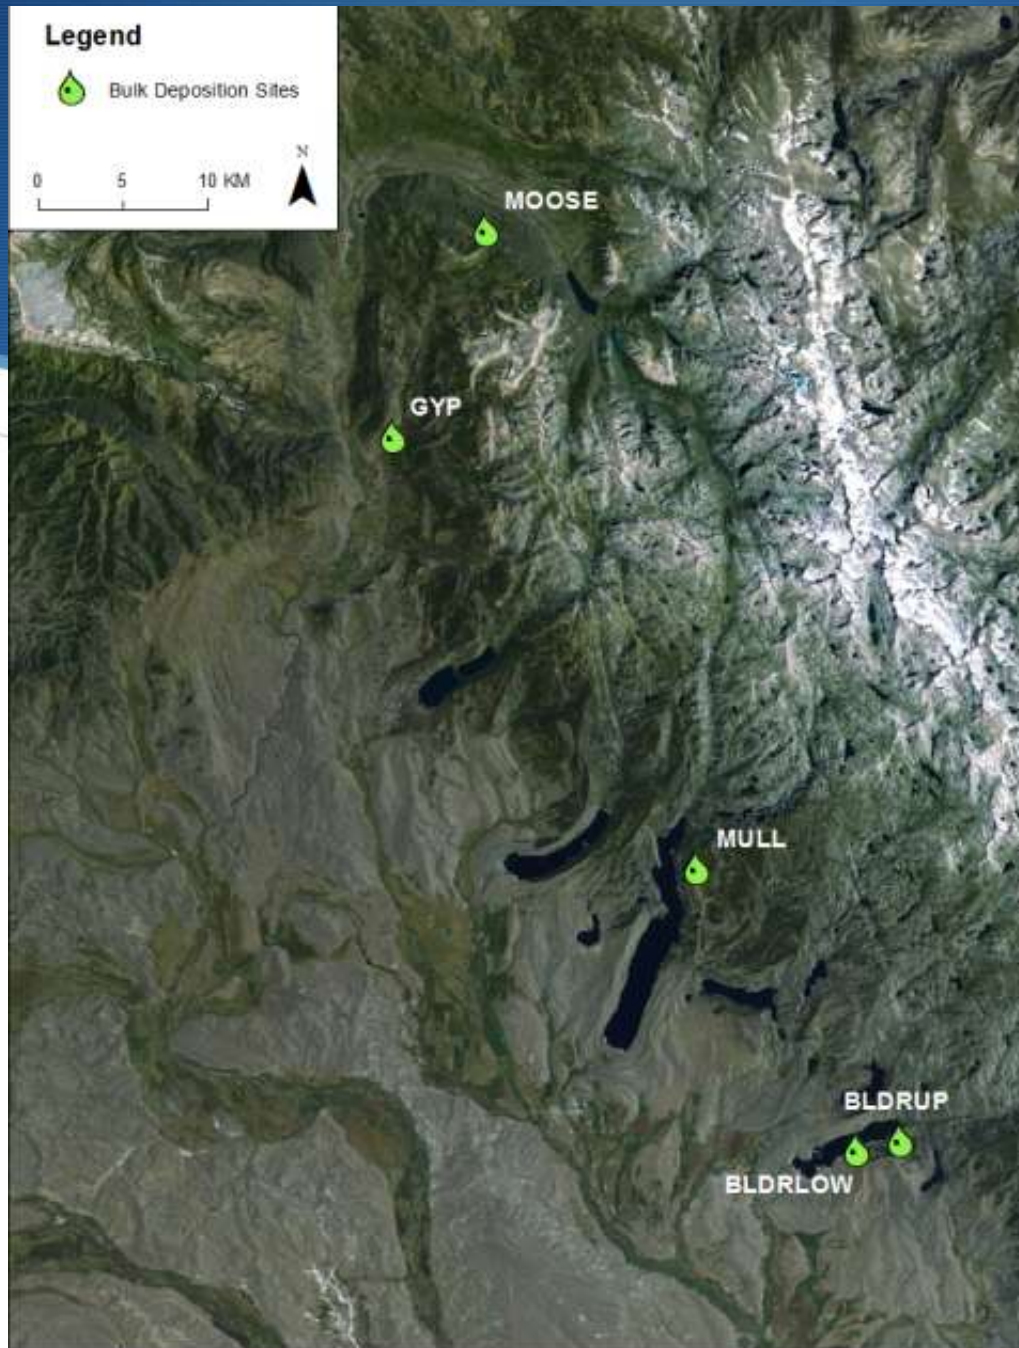 Legend
Bulk Deposition Sites
N
0 5 10 KM
MOOSE
GYP
MULL
BLDRUP
BLDRLOW